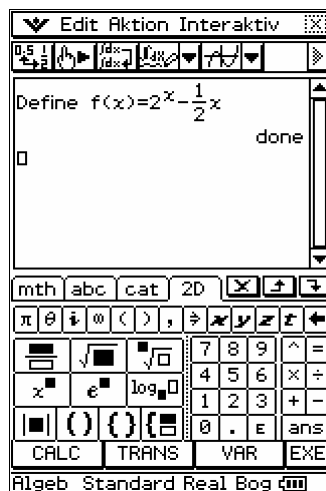 Edit Aktion Interaktiv
Define f(x)=2^x-1/2x
done
mth abc cat 2D
π θ i ∞ ( ) , ⇒ x y z t ←
7 8 9 ^ =
4 5 6 × ÷
1 2 3 + -
0 . E ans
x■ e■ log■□
|■| () {} {
CALC TRANS VAR EXE
Algeb Standard Real Bog